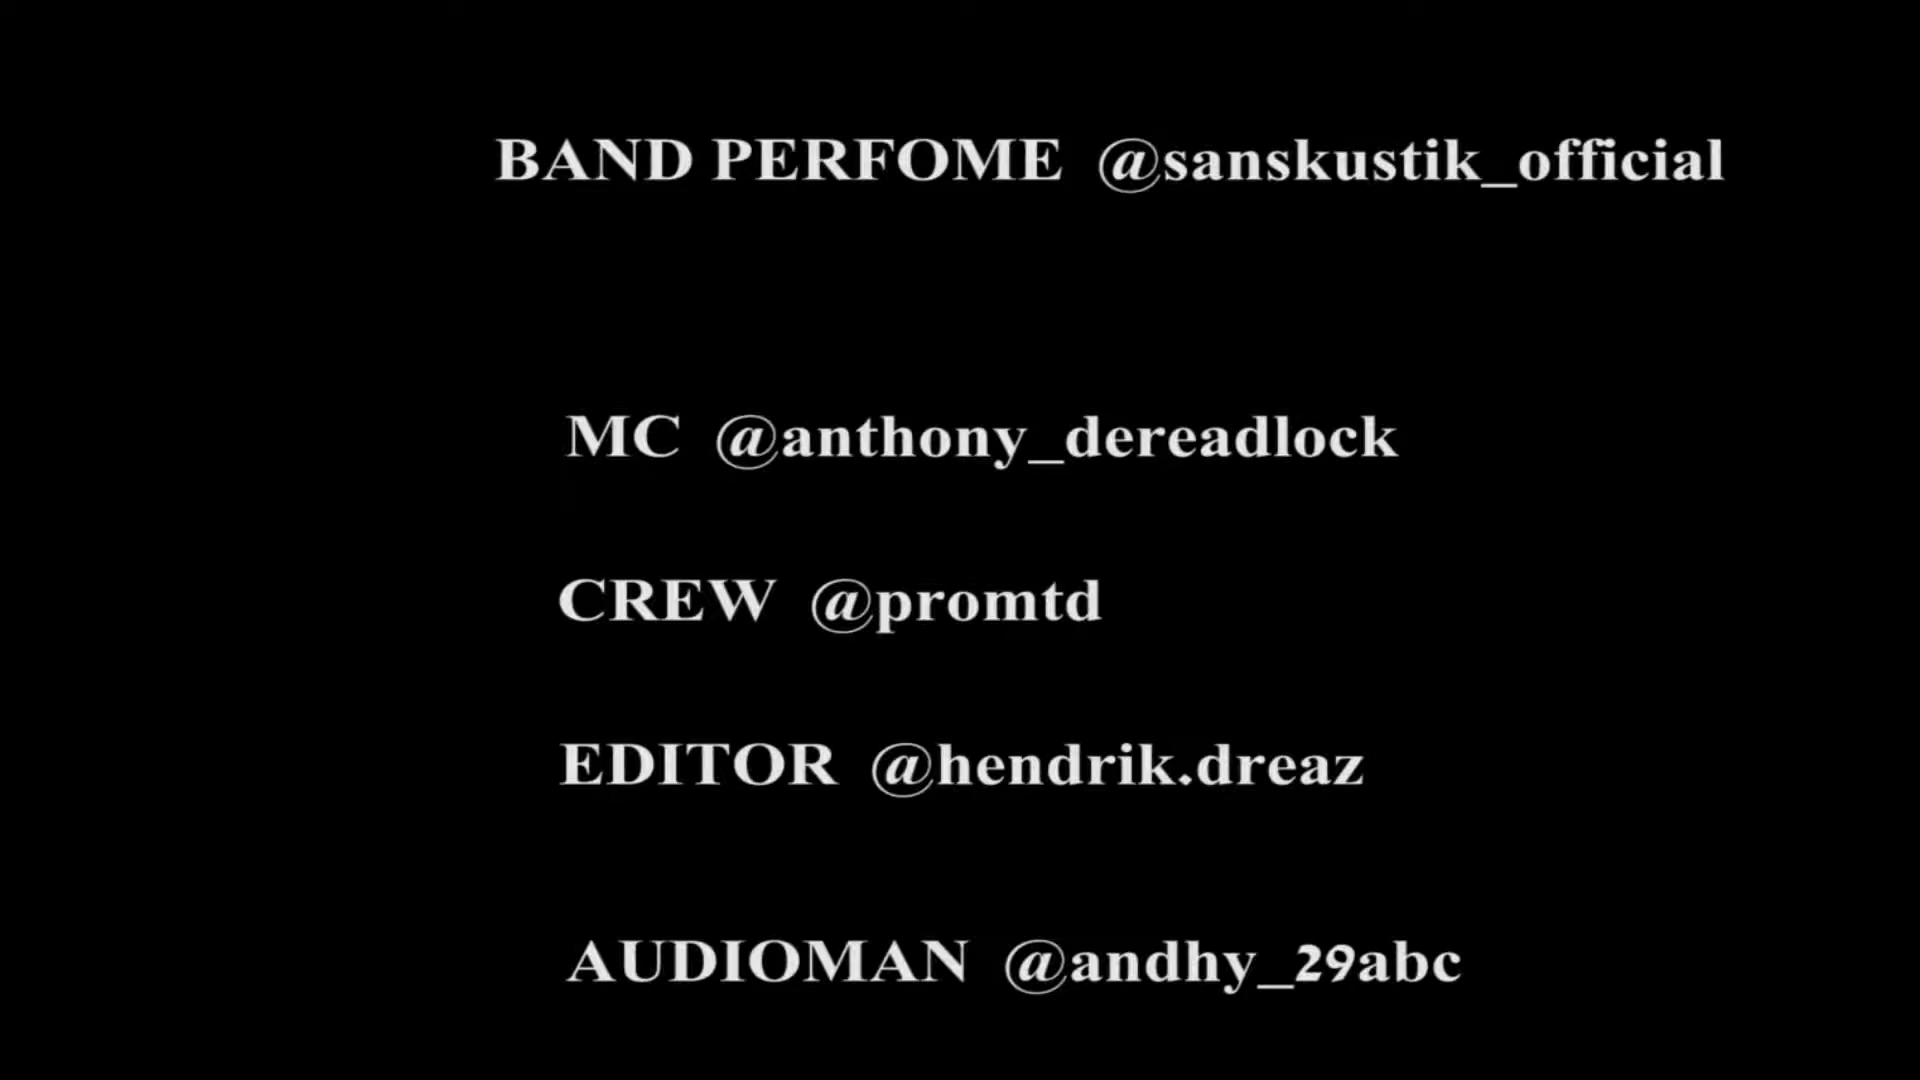 BAND PERFOME @sanskustik_official
MC @anthony_dereadlock
CREW @promtd
EDITOR @hendrik.dreaz
AUDIOMAN @andhy_29abc